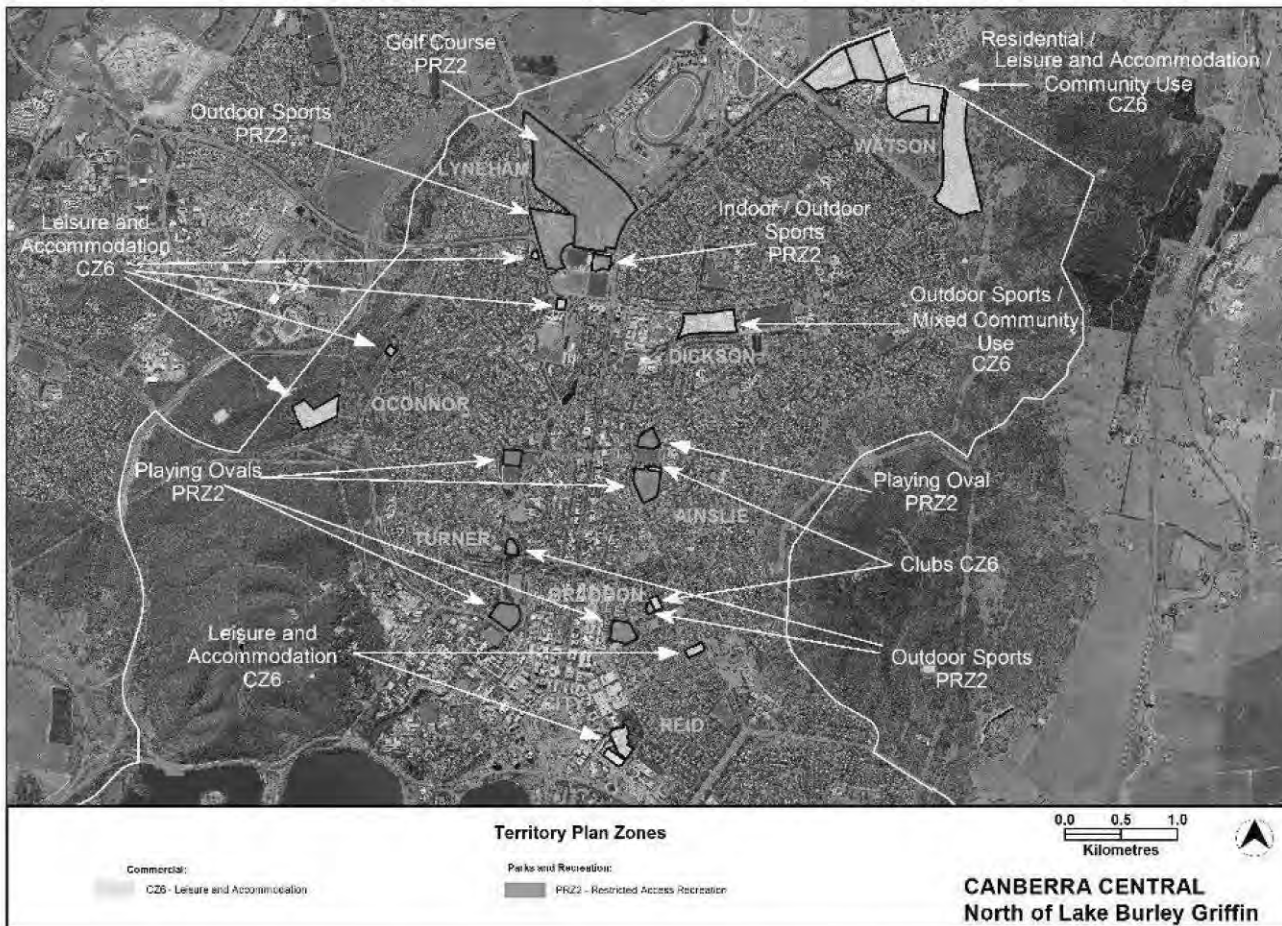 Golf Course
PRZ2
Residential /
Leisure and Accommodation /
Community Use
CZ6
Outdoor Sports
PRZ2
WATSON
LYNEHAM
Leisure and
Accommodation
CZ6
Indoor / Outdoor
Sports
PRZ2
Outdoor Sports /
Mixed Community
Use
CZ6
DICKSON
OCONNOR
Playing Ovals
PRZ2
Playing Oval
PRZ2
AINSLIE
TURNER
Clubs CZ6
BRADDON
Leisure and
Accommodation
CZ6
Outdoor Sports
PRZ2
CITY
REID
Territory Plan Zones
Commercial:
CZ6 - Leisure and Accommodation
Parks and Recreation:
PRZ2 - Restricted Access Recreation
0.0 0.5 1.0
Kilometres
CANBERRA CENTRAL
North of Lake Burley Griffin